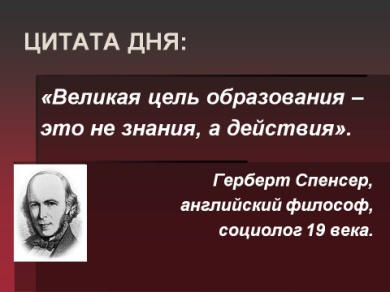 ЦИТАТА ДНЯ:
«Великая цель образования –
это не знания, а действия».
Герберт Спенсер,
английский философ,
социолог 19 века.